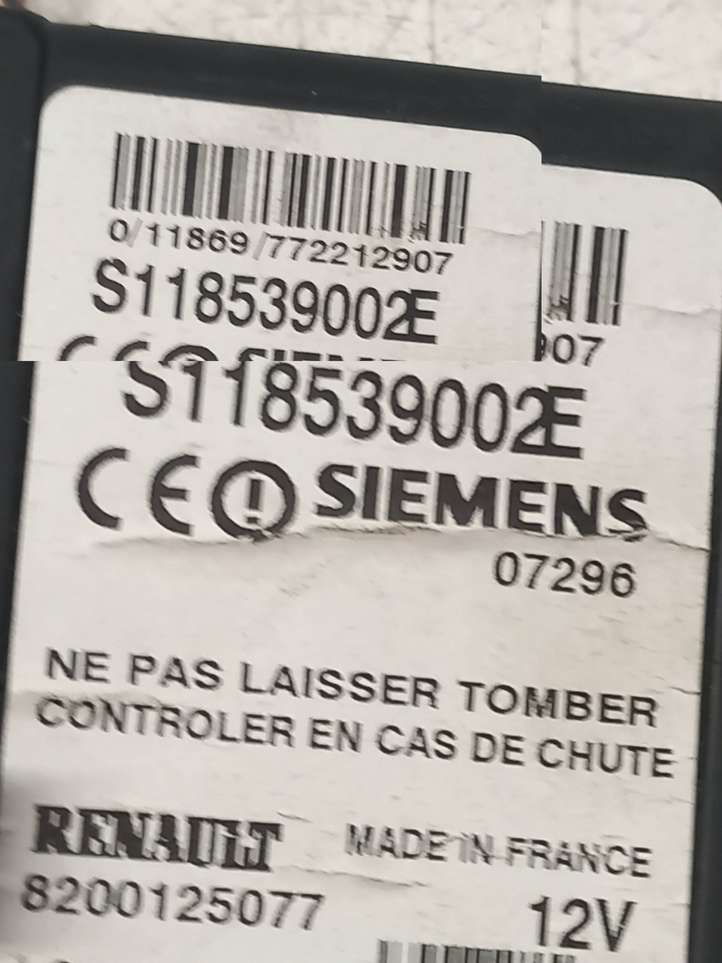 0/11869/772212907
S118539002E
907
S118539002E
CE SIEMENS
07296
NE PAS LAISSER TOMBER
CONTROLER EN CAS DE CHUTE
RENAULT MADE IN FRANCE
8200125077 12V